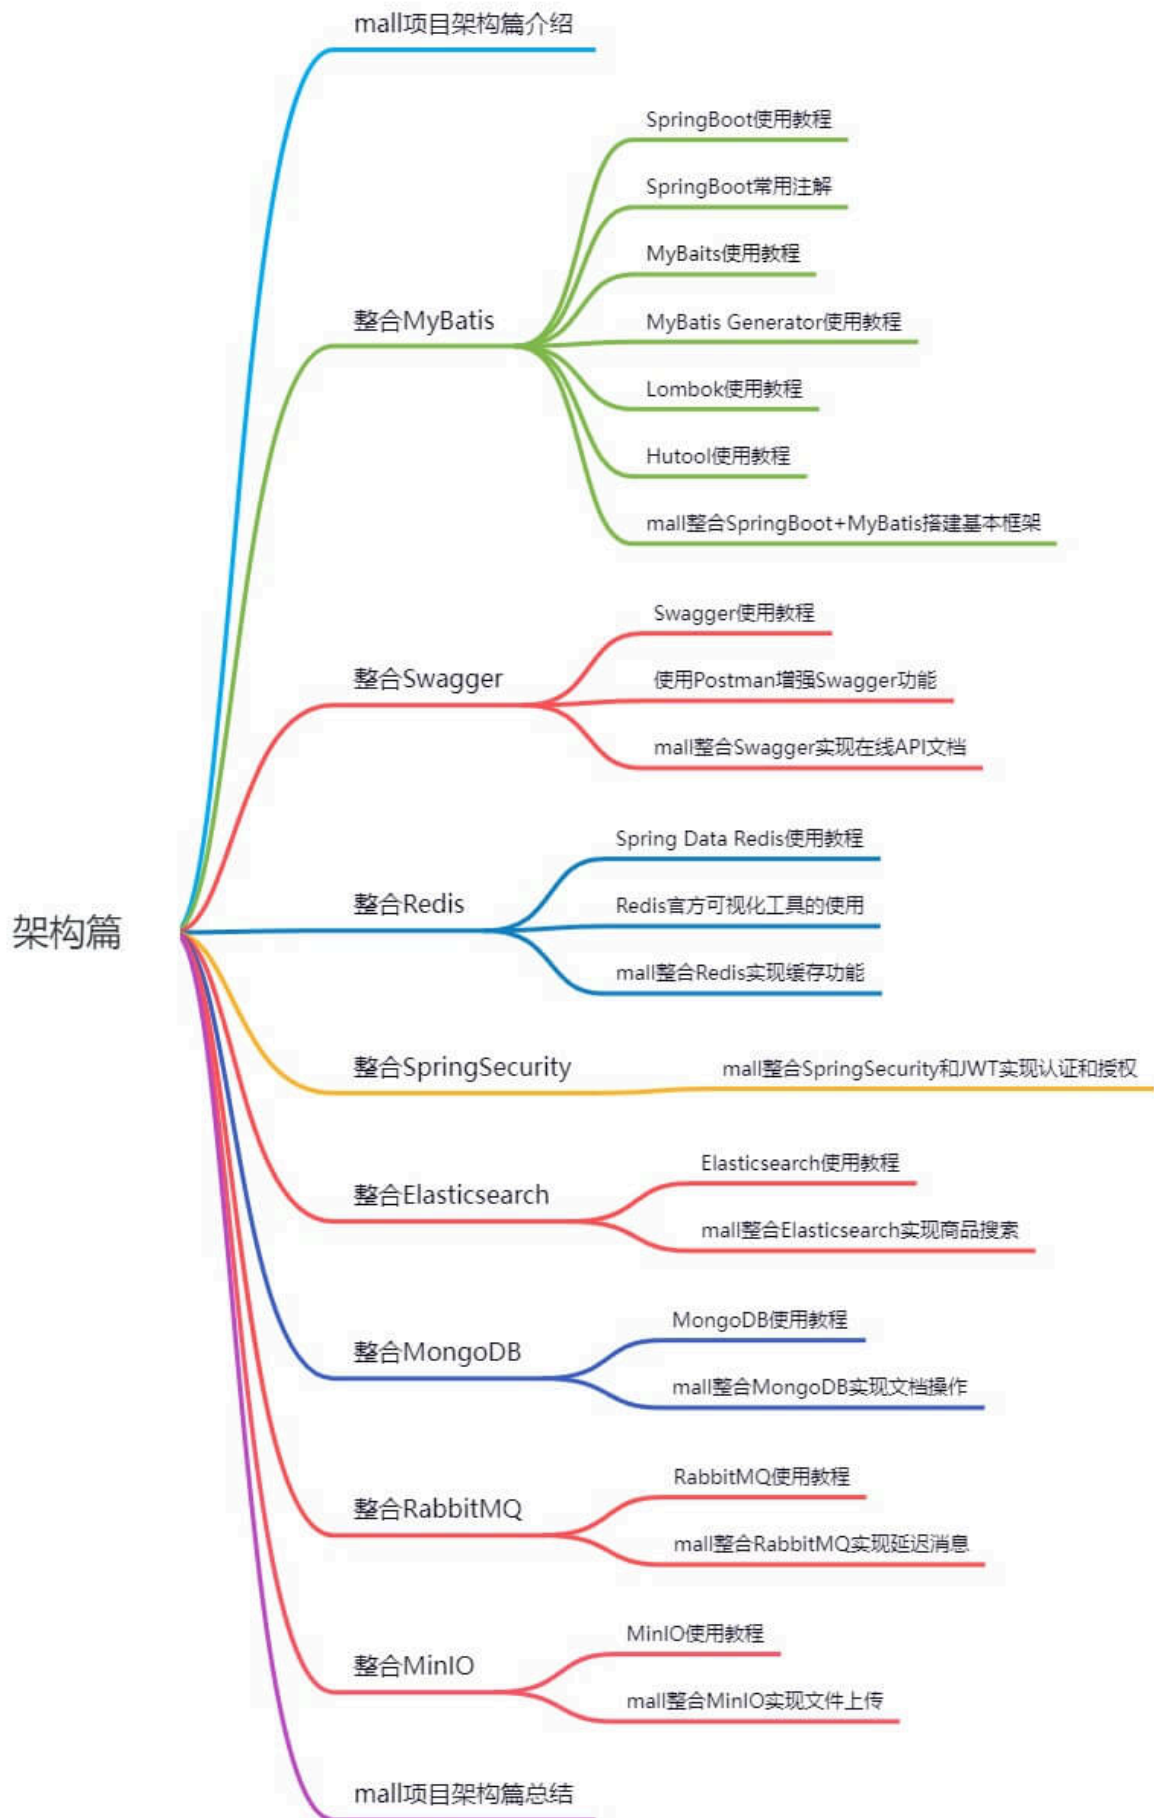 mall项目架构篇介绍
SpringBoot使用教程
SpringBoot常用注解
MyBaits使用教程
整合MyBatis
MyBatis Generator使用教程
Lombok使用教程
Hutool使用教程
mall整合SpringBoot+MyBatis搭建基本框架
Swagger使用教程
整合Swagger
使用Postman增强Swagger功能
mall整合Swagger实现在线API文档
Spring Data Redis使用教程
架构篇
整合Redis
Redis官方可视化工具的使用
mall整合Redis实现缓存功能
整合SpringSecurity
mall整合SpringSecurity和JWT实现认证和授权
Elasticsearch使用教程
整合Elasticsearch
mall整合Elasticsearch实现商品搜索
MongoDB使用教程
整合MongoDB
mall整合MongoDB实现文档操作
RabbitMQ使用教程
整合RabbitMQ
mall整合RabbitMQ实现延迟消息
MinIO使用教程
整合MinIO
mall整合MinIO实现文件上传
mall项目架构篇总结